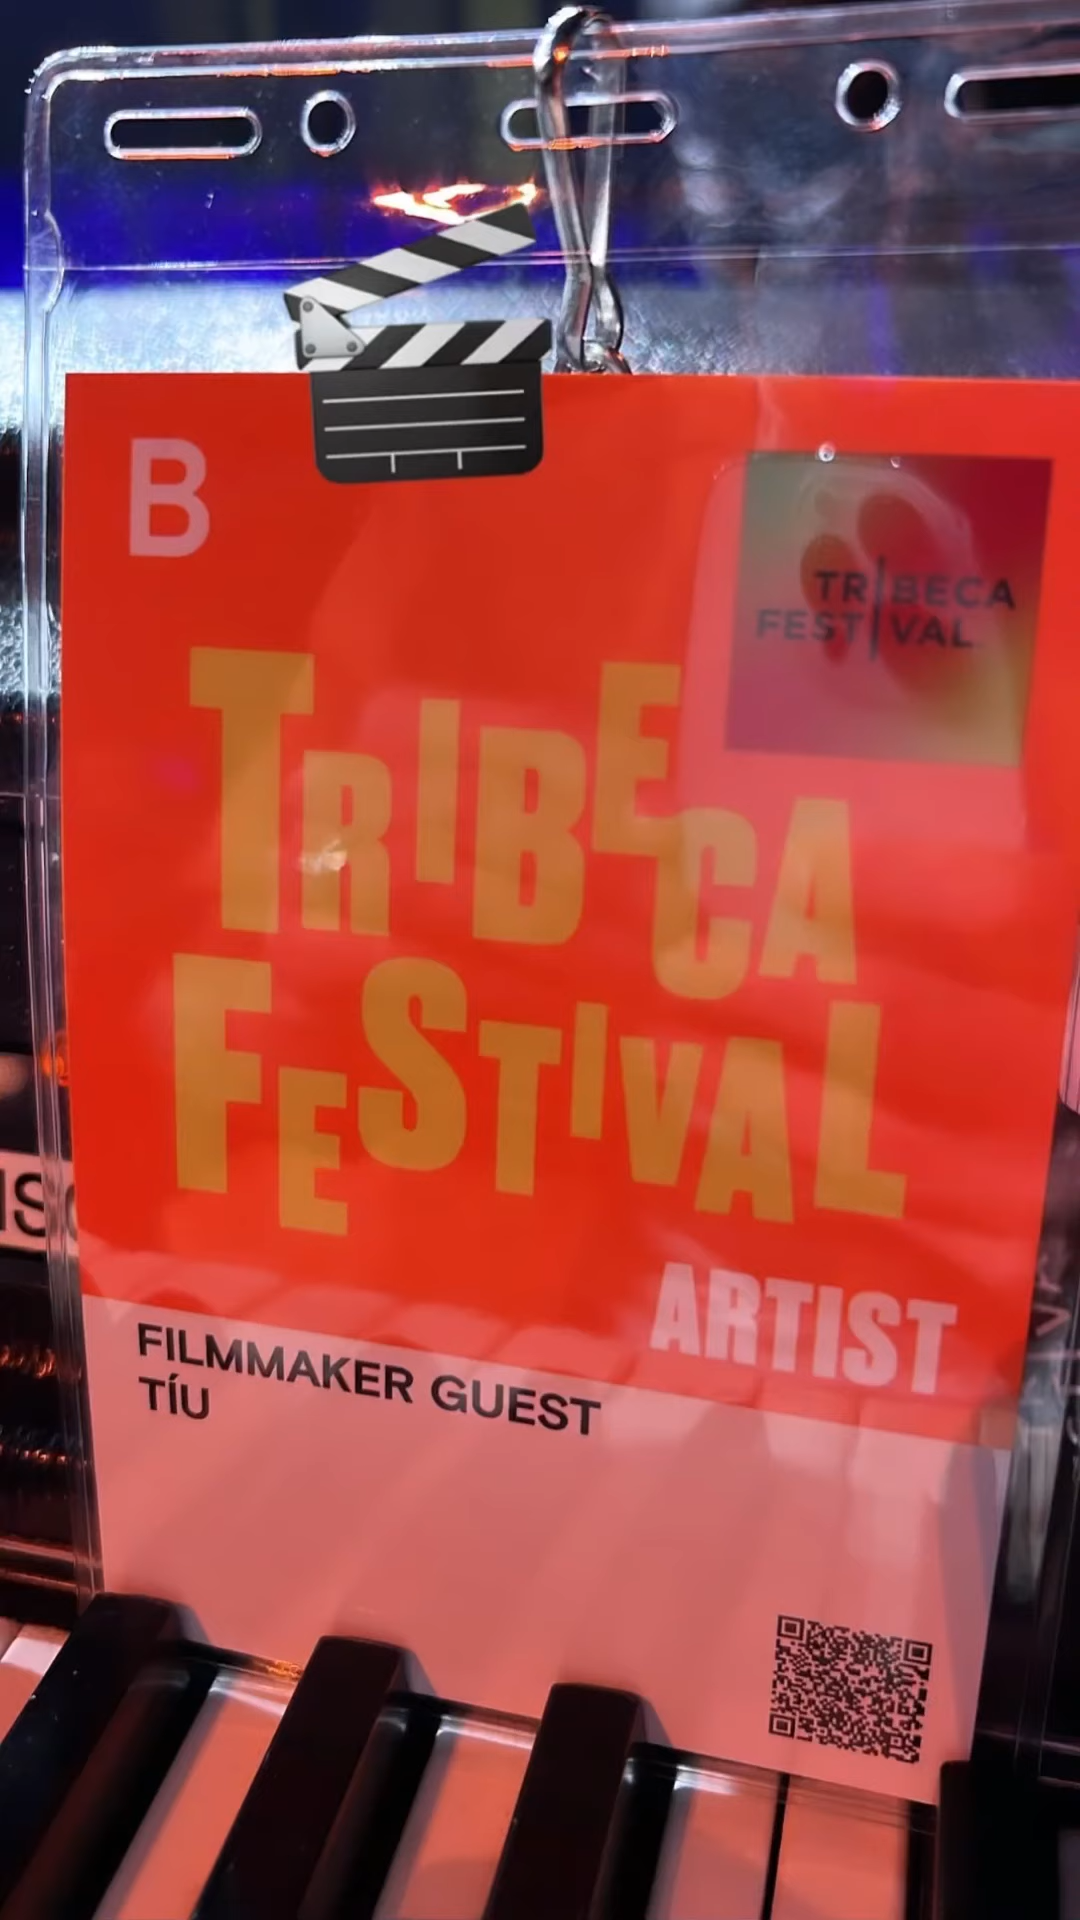 B
TRIBECA
FESTIVAL
TRIBECA
FESTIVAL
ARTIST
FILMMAKER GUEST
TÍU